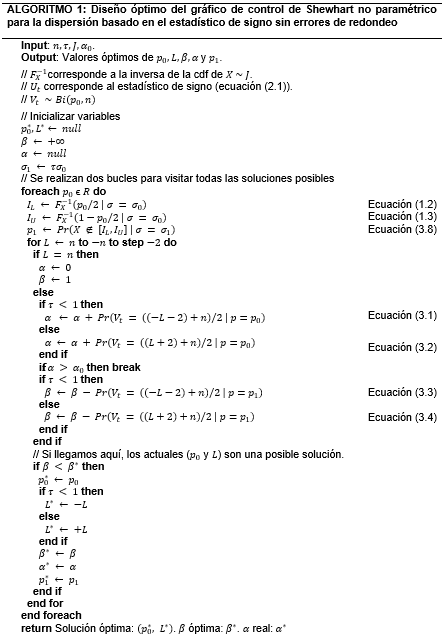 ALGORITMO 1: Diseño óptimo del gráfico de control de Shewhart no paramétrico
para la dispersión basado en el estadístico de signo sin errores de redondeo
Input: n, τ, J, α₀.
Output: Valores óptimos de p₀, L, β, α y p₁.
// F_X⁻¹ corresponde a la inversa de la cdf de X ~ J.
// U_t corresponde al estadístico de signo (ecuación (2.1)).
// V_t ~ Bi(p₀, n)
// Inicializar variables
p₀*, L* ← null
β ← +∞
α ← null
σ₁ ← τσ₀
// Se realizan dos bucles para visitar todas las soluciones posibles
foreach p₀ ϵ R do
I_L ← F_X⁻¹(p₀/2 | σ = σ₀) Ecuación (1.2)
I_U ← F_X⁻¹(1 − p₀/2 | σ = σ₀) Ecuación (1.3)
p₁ ← Pr(X ∉ [I_L, I_U] | σ = σ₁) Ecuación (3.8)
for L ← n to −n to step −2 do
if L = n then
α ← 0
β ← 1
else
if τ < 1 then
α ← α + Pr(V_t = ((−L − 2) + n)/2 | p = p₀) Ecuación (3.1)
else
α ← α + Pr(V_t = ((L + 2) + n)/2 | p = p₀) Ecuación (3.2)
end if
if α > α₀ then break
if τ < 1 then
β ← β − Pr(V_t = ((−L − 2) + n)/2 | p = p₁) Ecuación (3.3)
else
β ← β − Pr(V_t = ((L + 2) + n)/2 | p = p₁) Ecuación (3.4)
end if
end if
// Si llegamos aquí, los actuales (p₀ y L) son una posible solución.
if β < β* then
p₀* ← p₀
if τ < 1 then
L* ← −L
else
L* ← +L
end if
β* ← β
α* ← α
p₁* ← p₁
end if
end for
end foreach
return Solución óptima: (p₀*, L*). β óptima: β*. α real: α*